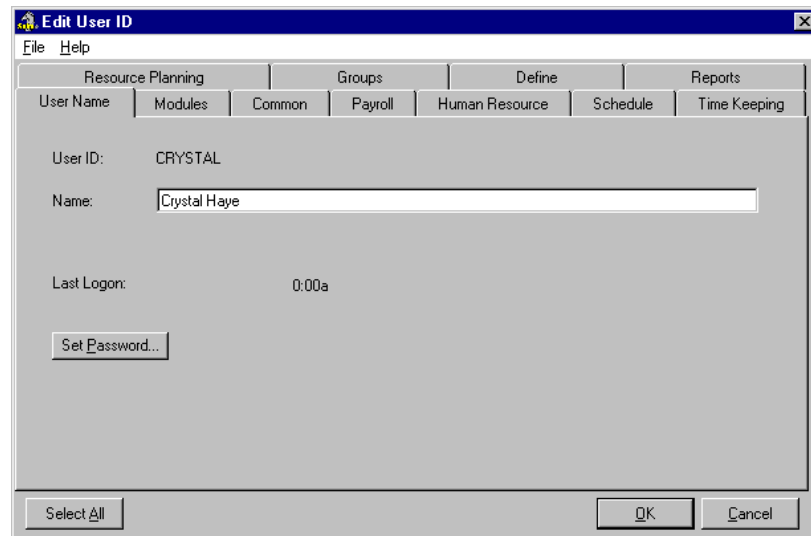 Edit User ID
File Help
Resource Planning Groups Define Reports
User Name Modules Common Payroll Human Resource Schedule Time Keeping
User ID: CRYSTAL
Name: Crystal Haye
Last Logon: 0:00a
Set Password...
Select All OK Cancel